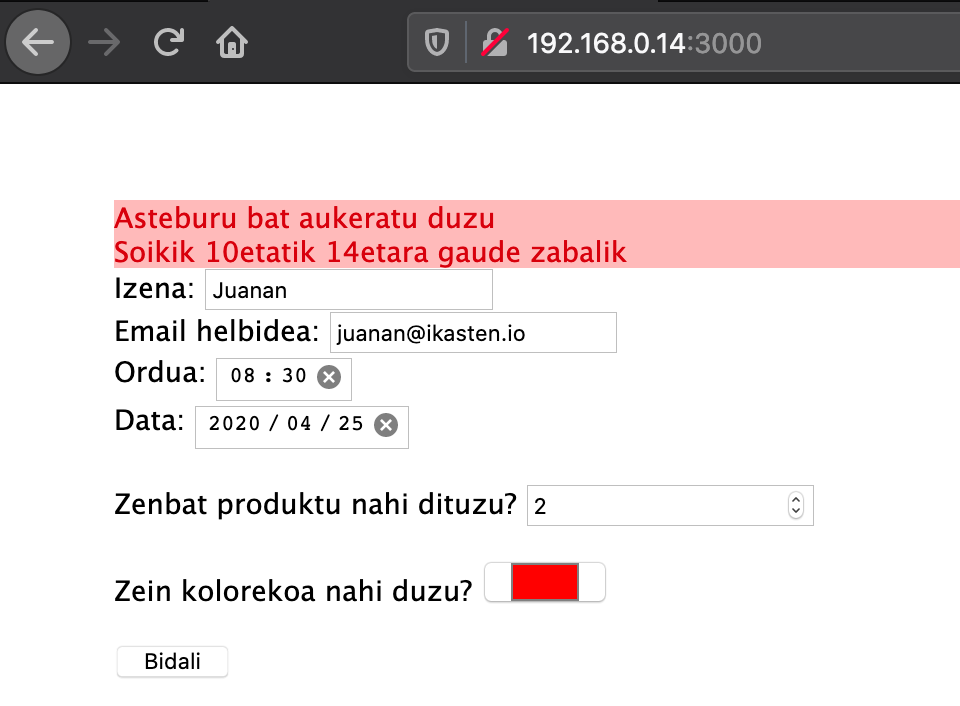 192.168.0.14:3000
Asteburu bat aukeratu duzu
Soikik 10etatik 14etara gaude zabalik
Izena: Juanan
Email helbidea: juanan@ikasten.io
Ordua: 08 : 30
Data: 2020 / 04 / 25
Zenbat produktu nahi dituzu? 2
Zein kolorekoa nahi duzu?
Bidali